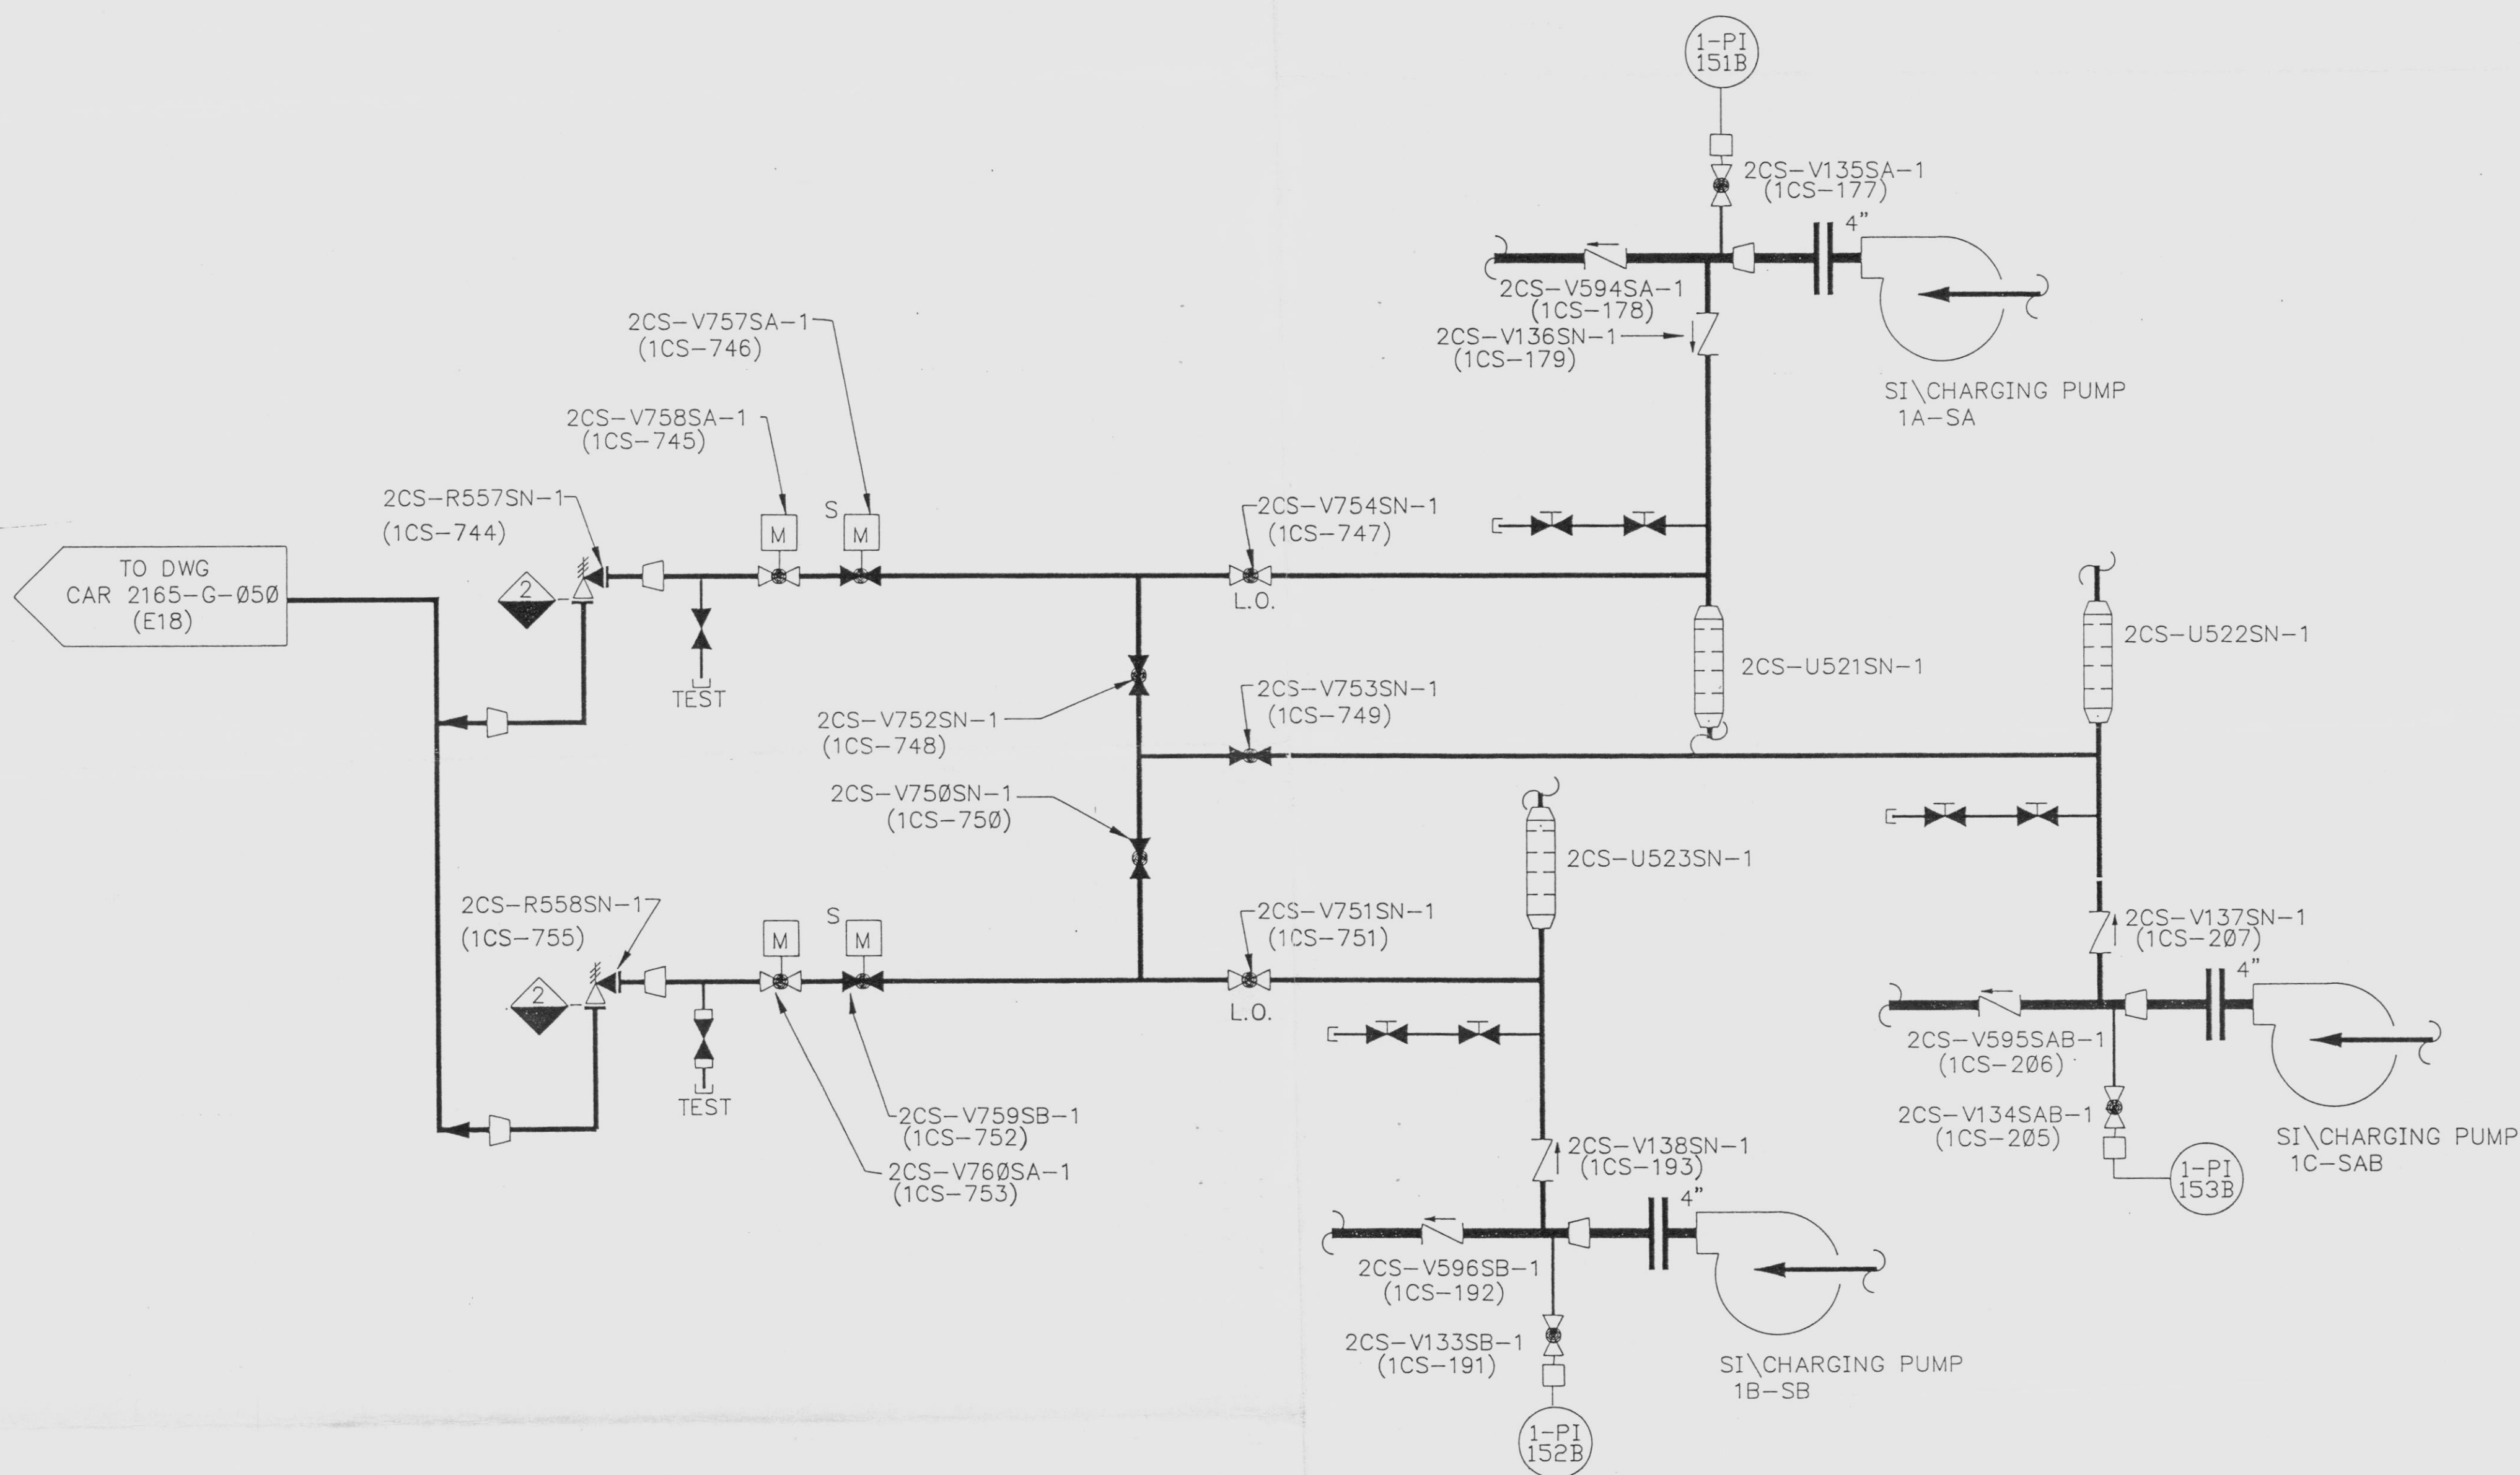 1-PI
151B
2CS-V135SA-1
(1CS-177)
4"
2CS-V594SA-1
(1CS-178)
2CS-V136SN-1
(1CS-179)
SI\CHARGING PUMP
1A-SA
2CS-V757SA-1
(1CS-746)
2CS-V758SA-1
(1CS-745)
2CS-R557SN-1
(1CS-744)
S
M
M
2CS-V754SN-1
(1CS-747)
L.O.
TO DWG
CAR 2165-G-Ø5Ø
(E18)
2
TEST
2CS-U521SN-1
2CS-U522SN-1
2CS-V752SN-1
(1CS-748)
2CS-V753SN-1
(1CS-749)
2CS-V75ØSN-1
(1CS-75Ø)
2CS-U523SN-1
2CS-R558SN-1
(1CS-755)
S
M
M
2CS-V751SN-1
(1CS-751)
L.O.
2
TEST
2CS-V759SB-1
(1CS-752)
2CS-V76ØSA-1
(1CS-753)
2CS-V137SN-1
(1CS-2Ø7)
4"
2CS-V595SAB-1
(1CS-2Ø6)
2CS-V134SAB-1
(1CS-2Ø5)
SI\CHARGING PUMP
1C-SAB
1-PI
153B
2CS-V138SN-1
(1CS-193)
4"
2CS-V596SB-1
(1CS-192)
2CS-V133SB-1
(1CS-191)
SI\CHARGING PUMP
1B-SB
1-PI
152B